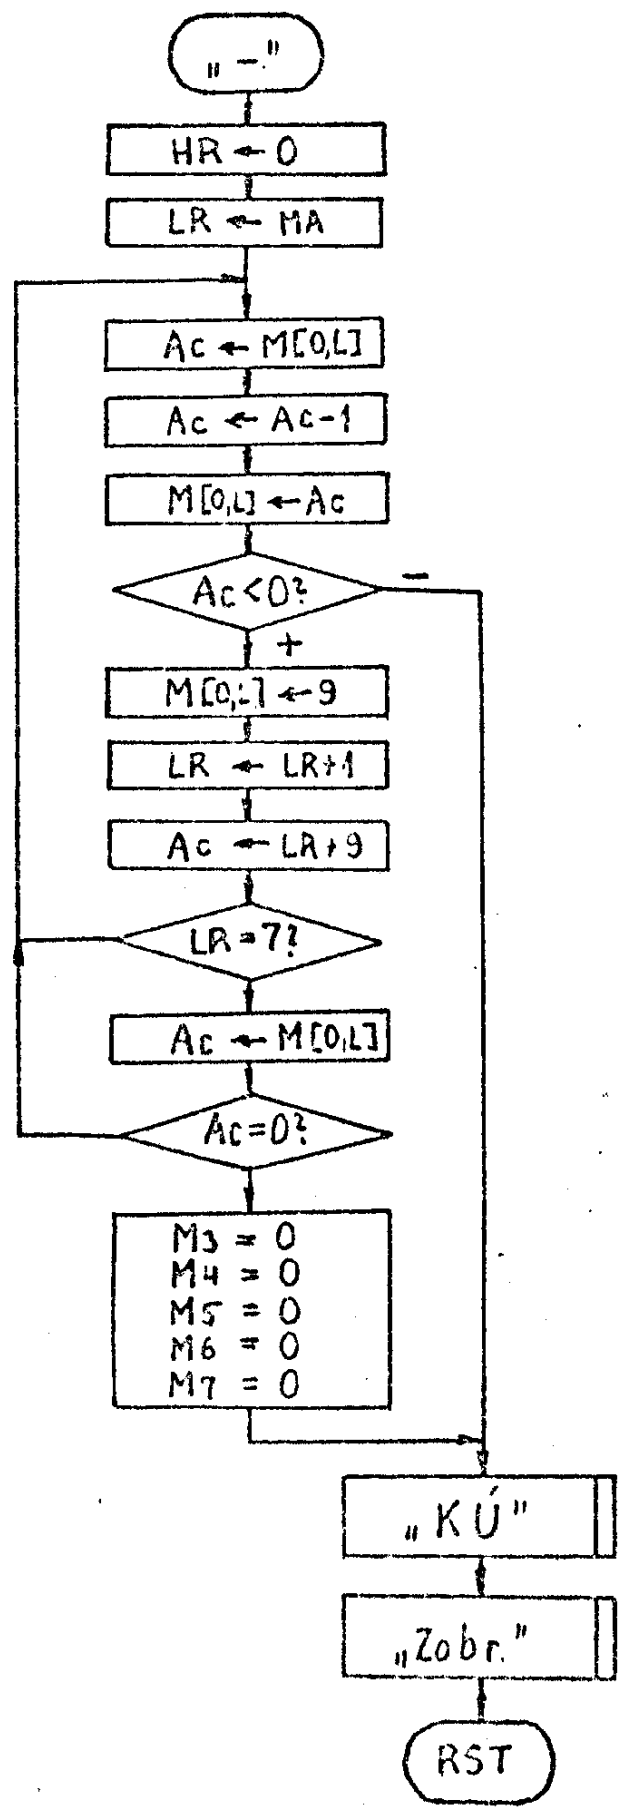 „ -."
HR ← 0
LR ← MA
Ac ← M[0,L]
Ac ← Ac-1
M[0,L] ← Ac
Ac<0?
-
+
M[0,L] ← 9
LR ← LR+1
Ac ← LR+9
LR=7?
Ac ← M[0,L]
Ac=0?
M3 = 0
M4 = 0
M5 = 0
M6 = 0
M7 = 0
„KÚ"
„Zobr."
RST